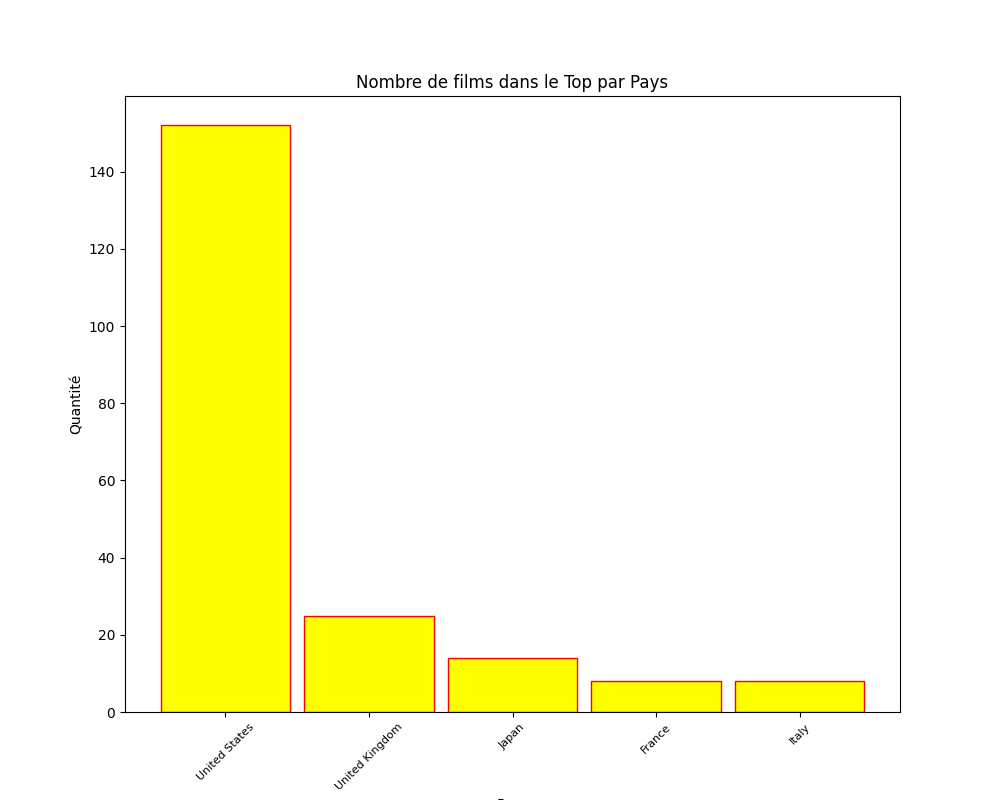 Nombre de films dans le Top par Pays
Quantité
140
120
100
80
60
40
20
0
United States
United Kingdom
Japan
France
Italy